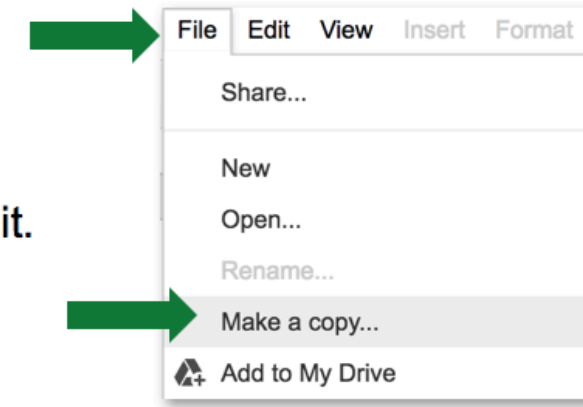 File Edit View Insert Format
Share...
New
it.
Open...
Rename...
Make a copy...
Add to My Drive